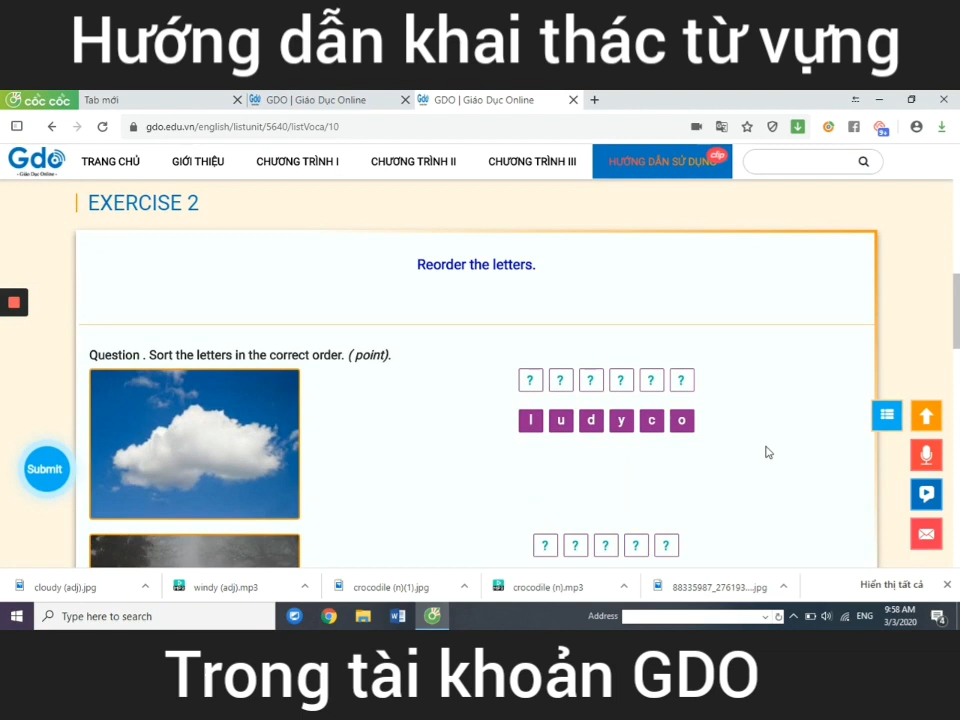 Hướng dẫn khai thác từ vựng
cốc cốc
Tab mới
GDO | Giáo Dục Online
GDO | Giáo Dục Online
gdo.edu.vn/english/listunit/5640/listVoca/10
Gdo
- Giáo Dục Online -
TRANG CHỦ
GIỚI THIỆU
CHƯƠNG TRÌNH I
CHƯƠNG TRÌNH II
CHƯƠNG TRÌNH III
HƯỚNG DẪN SỬ DỤNG
clip
EXERCISE 2
Reorder the letters.
Question . Sort the letters in the correct order. ( point).
? ? ? ? ? ?
l u d y c o
Submit
? ? ? ? ?
cloudy (adj).jpg
windy (adj).mp3
crocodile (n)(1).jpg
crocodile (n).mp3
88335987_276193....jpg
Hiển thị tất cả
Type here to search
Address
ENG
9:58 AM
3/3/2020
4
Trong tài khoản GDO